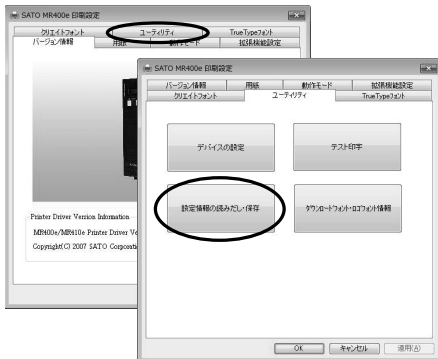 SATO MR400e 印刷設定
クリエイトフォント ユーティリティ TrueTypeフォント
バージョン情報 用紙 動作モード 拡張機能設定
Printer Driver Version Information
MR400e/MR410e Printer Driver Ve
Copyright(C) 2007 SATO Corporati
SATO MR400e 印刷設定
バージョン情報 用紙 動作モード 拡張機能設定
クリエイトフォント ユーティリティ TrueTypeフォント
デバイスの設定 テスト印字
設定情報の読みだし・保存 ダウンロードフォント・ロゴフォント情報
OK キャンセル 適用(A)